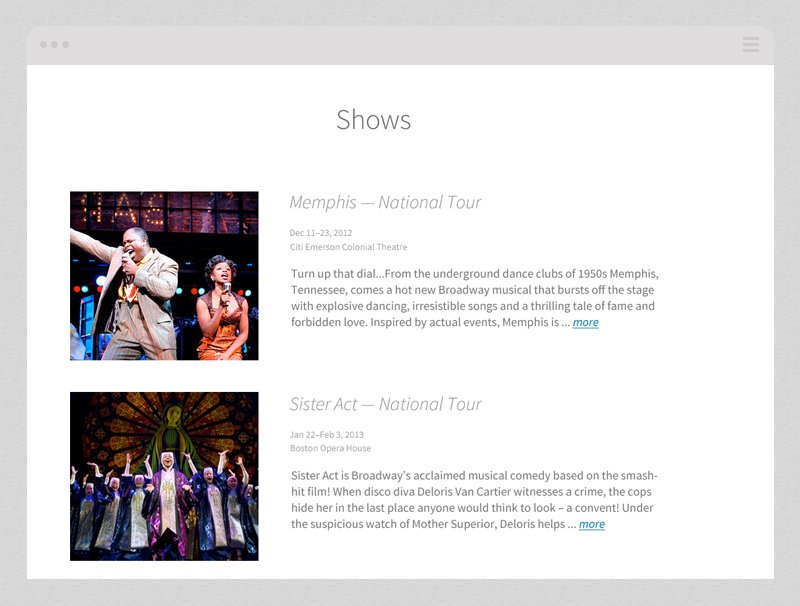 Shows
Memphis — National Tour
Dec 11–23, 2012
Citi Emerson Colonial Theatre
Turn up that dial...From the underground dance clubs of 1950s Memphis,
Tennessee, comes a hot new Broadway musical that bursts off the stage
with explosive dancing, irresistible songs and a thrilling tale of fame and
forbidden love. Inspired by actual events, Memphis is ... more
Sister Act — National Tour
Jan 22–Feb 3, 2013
Boston Opera House
Sister Act is Broadway’s acclaimed musical comedy based on the smash-
hit film! When disco diva Deloris Van Cartier witnesses a crime, the cops
hide her in the last place anyone would think to look – a convent! Under
the suspicious watch of Mother Superior, Deloris helps ... more